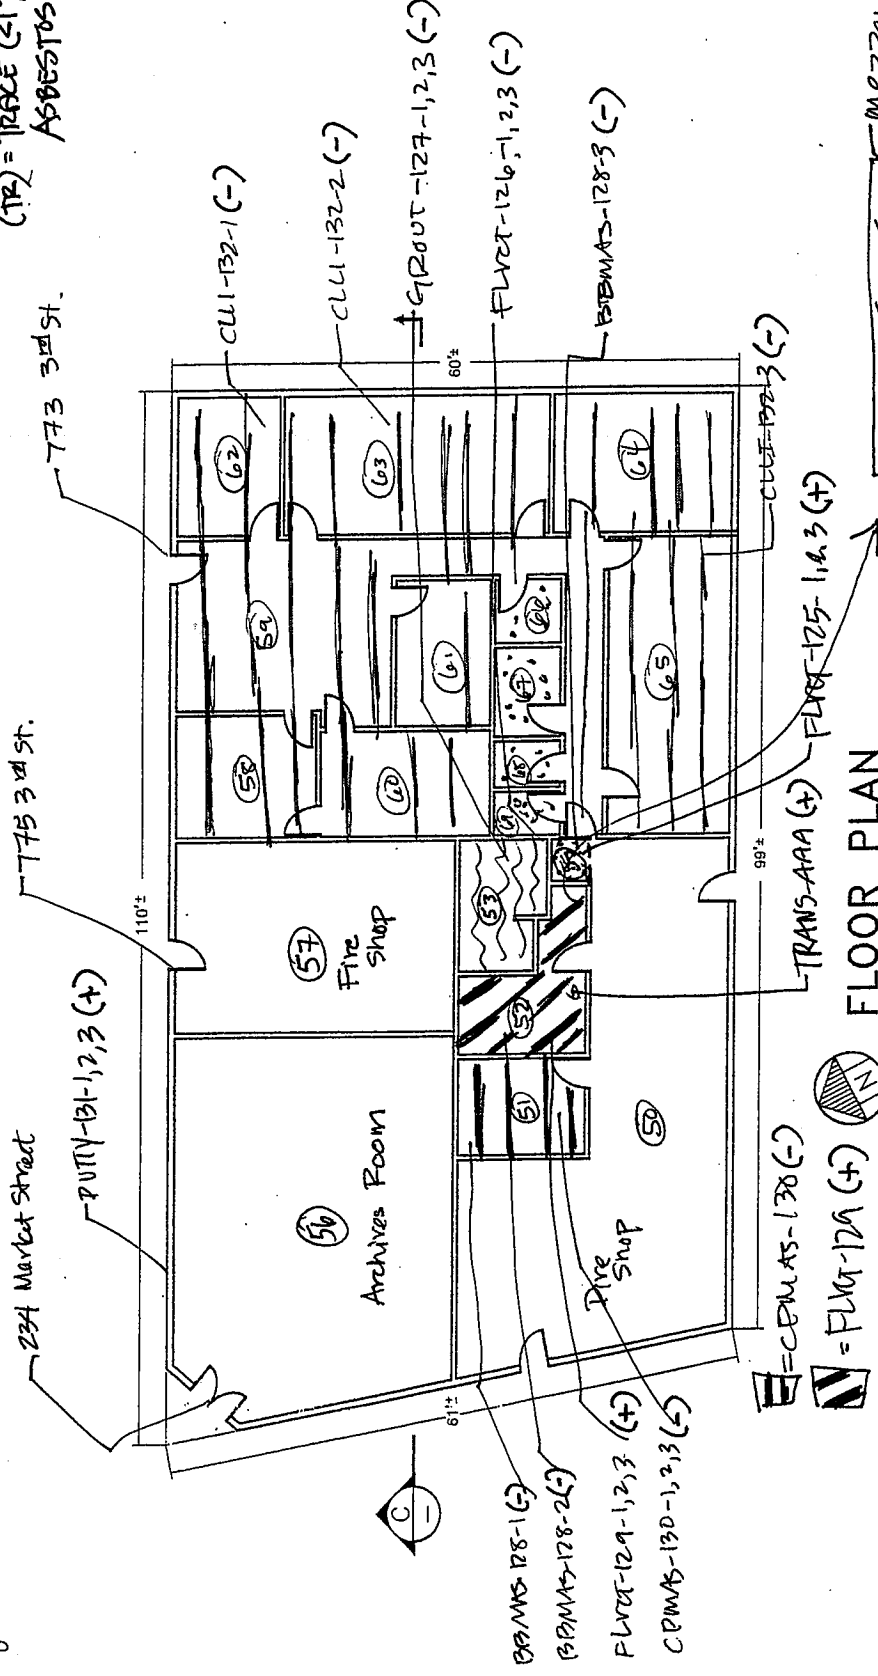 (TR) = TRACE (<1
ASBESTOS
773 3rd St.
775 3rd St.
234 Market Street
PUTTY-131-1,2,3 (+)
CLLI-132-1 (-)
CLLI-132-2 (-)
GROUT-127-1,2,3 (-)
FLVCT-126-1,2,3 (-)
BBMAS-128-3 (-)
CLLI-132-3 (-)
FLVCT-125-1,2,3 (+)
TRANS-AAA (+)
110'±
60'±
61'±
99'±
62
63
64
59
58
60
61
66
67
68
69
65
57
Fire
Shop
53
52
51
50
56
Archives Room
Shop
C
BBMAS-128-1 (-)
BBMAS-128-2 (-)
FLVCT-129-1,2,3 (+)
CPMAS-130-1,2,3 (-)
= CPMAS-130 (-)
= FLVCT-129 (+)
N
FLOOR PLAN